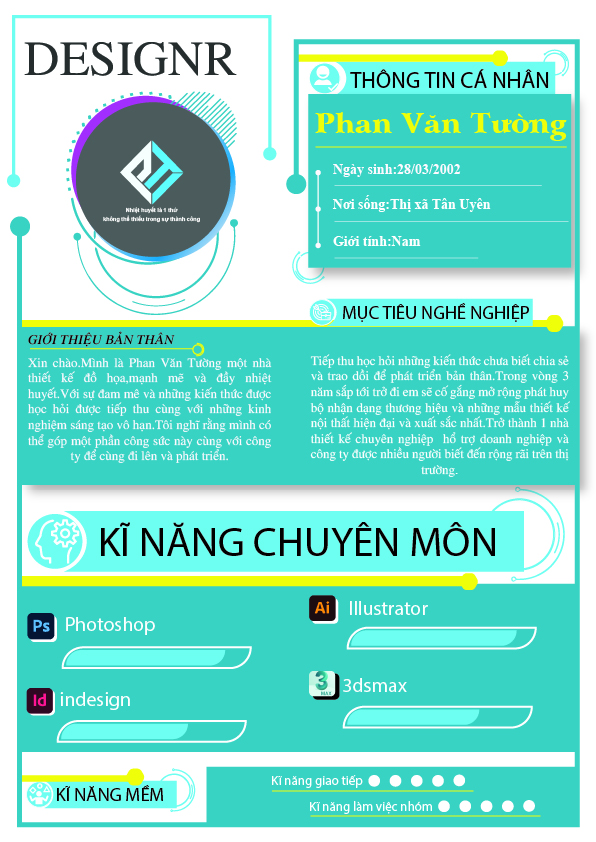 DESIGNR
Nhiệt huyết là 1 thứ
không thể thiếu trong sự thành công
THÔNG TIN CÁ NHÂN
Phan Văn Tường
Ngày sinh:28/03/2002
Nơi sống:Thị xã Tân Uyên
Giới tính:Nam
MỤC TIÊU NGHỀ NGHIỆP
GIỚI THIỆU BẢN THÂN
Xin chào.Mình là Phan Văn Tường một nhà
thiết kế đồ họa,mạnh mẽ và đầy nhiệt
huyết.Với sự đam mê và những kiến thức được
học hỏi được tiếp thu cùng với những kinh
nghiệm sáng tạo vô hạn.Tôi nghĩ rằng mình có
thể góp một phần công sức này cùng với công
ty để cùng đi lên và phát triển.
Tiếp thu học hỏi những kiến thức chưa biết chia sẻ
và trao dồi để phát triển bản thân.Trong vòng 3
năm sắp tới trở đi em sẽ cố gắng mở rộng phát huy
bộ nhận dạng thương hiệu và những mẫu thiết kế
nội thất hiện đại và xuất sắc nhất.Trở thành 1 nhà
thiết kế chuyên nghiệp hổ trợ doanh nghiệp và
công ty được nhiều người biết đến rộng rãi trên thị
trường.
KĨ NĂNG CHUYÊN MÔN
Ps Photoshop
Ai Illustrator
Id indesign
3 MAX 3dsmax
KĨ NĂNG MỀM
Kĩ năng giao tiếp
Kĩ năng làm việc nhóm